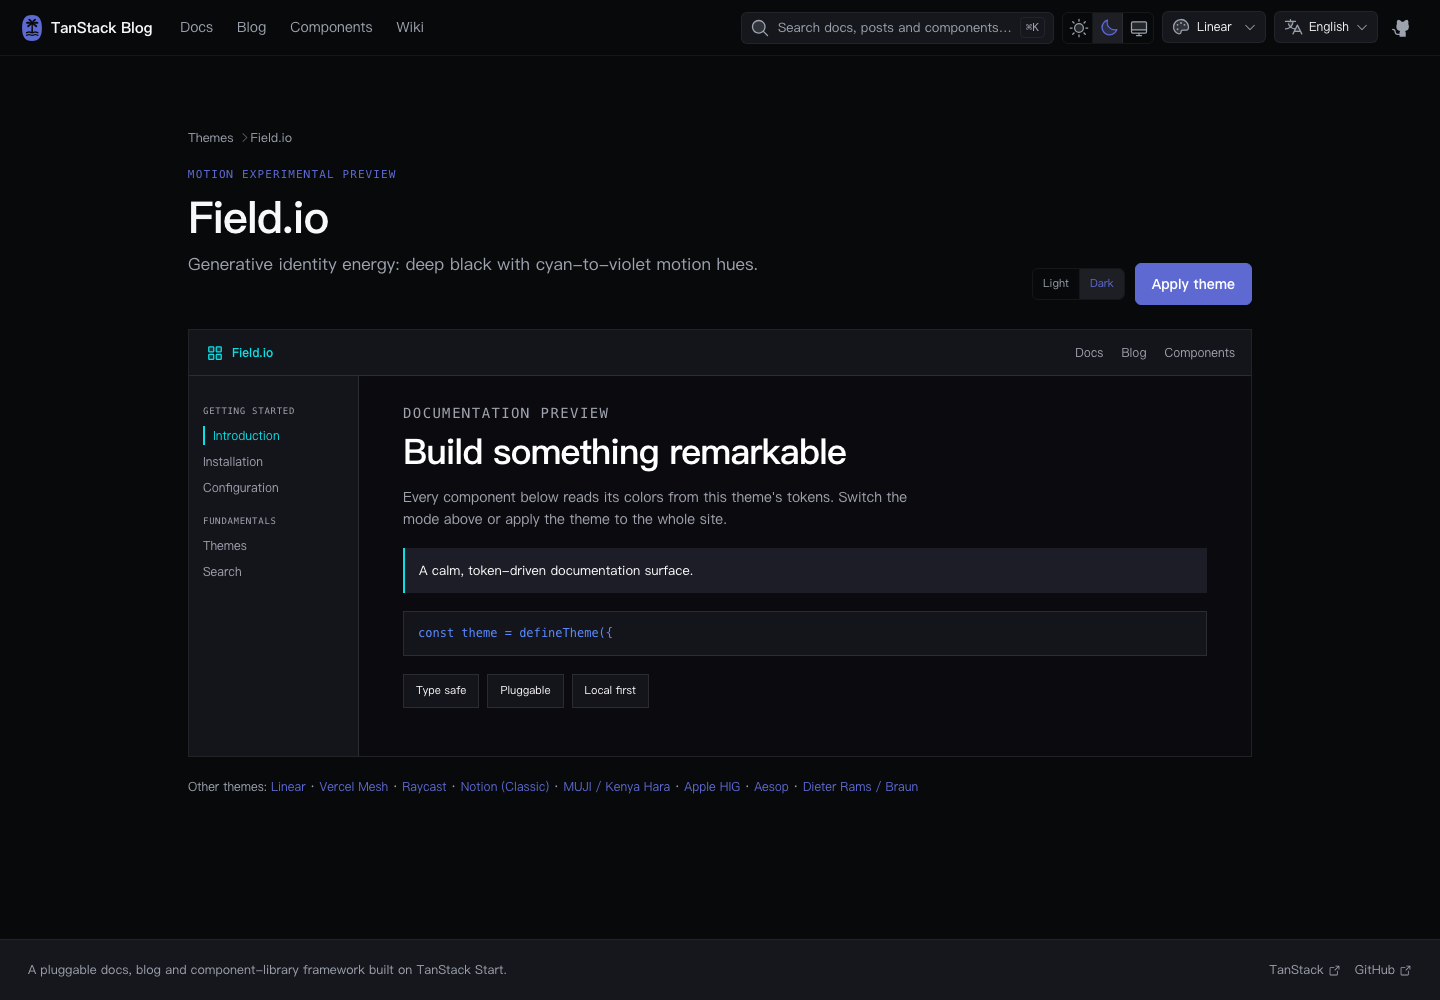 TanStack Blog
Docs
Blog
Components
Wiki
Search docs, posts and components...
⌘K
Linear
English
Themes
Field.io
MOTION EXPERIMENTAL PREVIEW
Field.io
Generative identity energy: deep black with cyan-to-violet motion hues.
Light
Dark
Apply theme
Field.io
Docs
Blog
Components
GETTING STARTED
Introduction
Installation
Configuration
FUNDAMENTALS
Themes
Search
DOCUMENTATION PREVIEW
Build something remarkable
Every component below reads its colors from this theme's tokens. Switch the
mode above or apply the theme to the whole site.
A calm, token-driven documentation surface.
const theme = defineTheme({
Type safe
Pluggable
Local first
Other themes: Linear · Vercel Mesh · Raycast · Notion (Classic) · MUJI / Kenya Hara · Apple HIG · Aesop · Dieter Rams / Braun
A pluggable docs, blog and component-library framework built on TanStack Start.
TanStack
GitHub